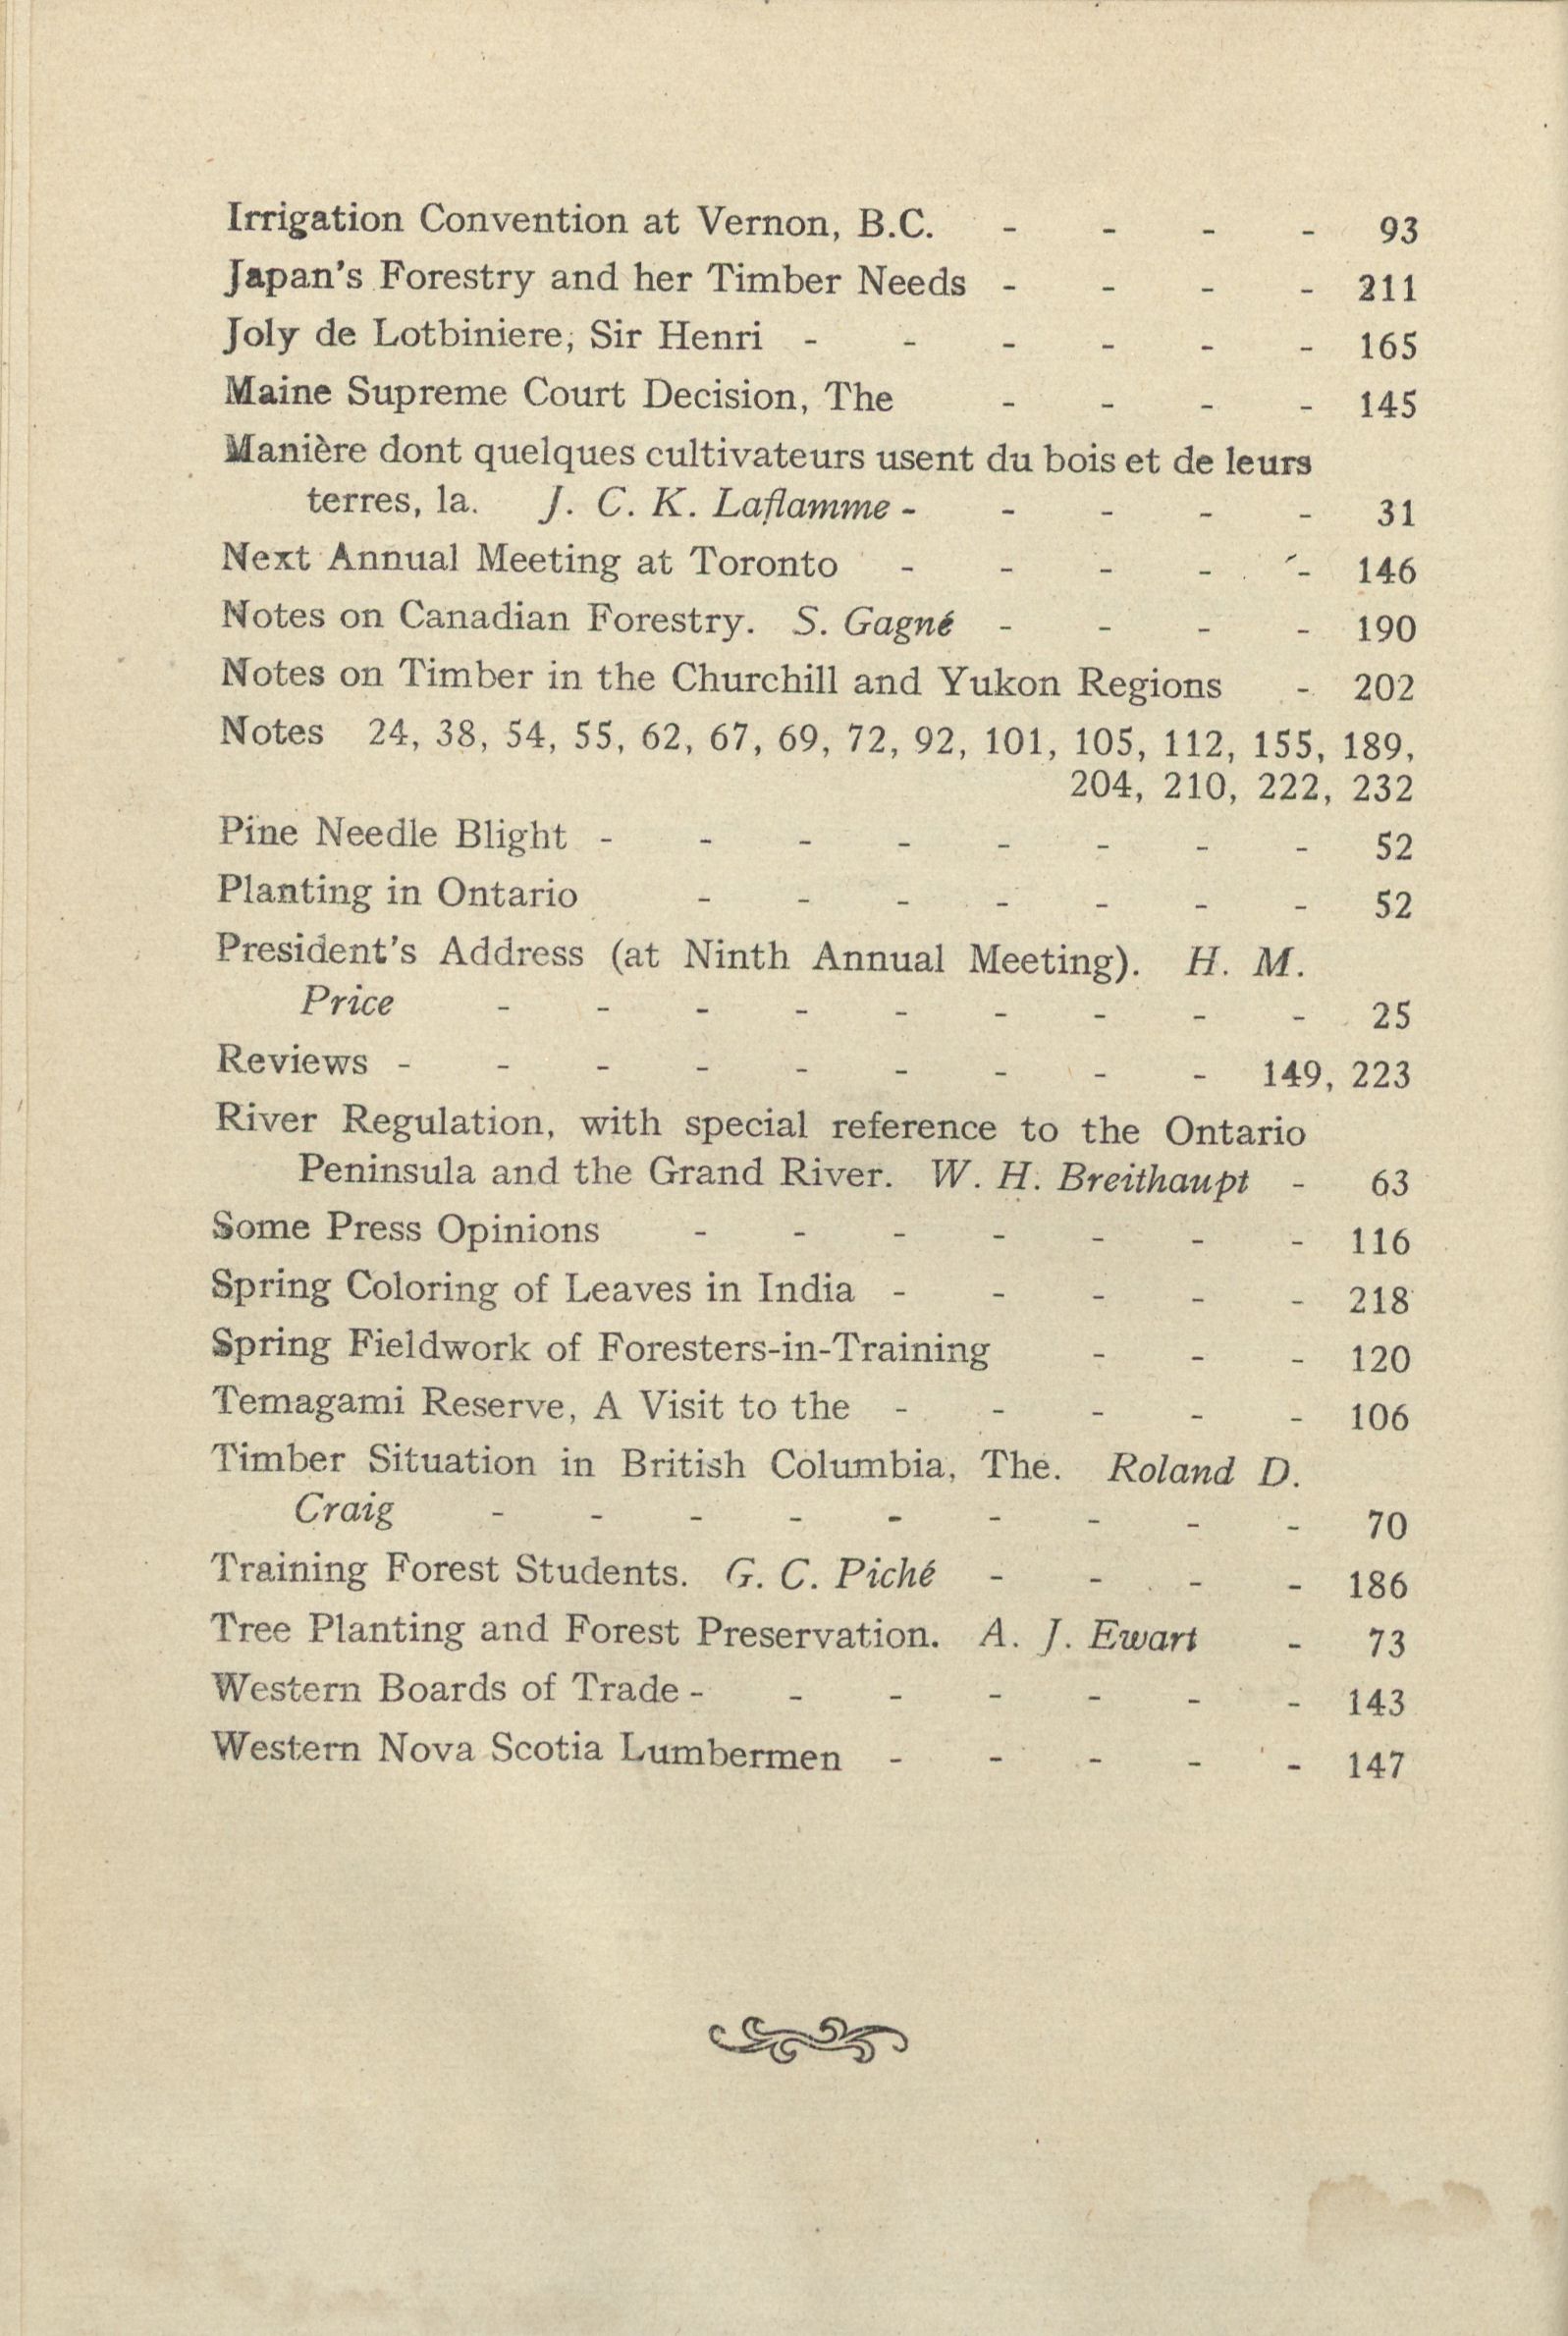 Irrigation Convention at Vernon, B.C. - - - - 93
Japan's Forestry and her Timber Needs - - - - 211
Joly de Lotbiniere, Sir Henri - - - - - - 165
Maine Supreme Court Decision, The - - - - 145
Manière dont quelques cultivateurs usent du bois et de leurs
terres, la. J. C. K. Laflamme - - - - - 31
Next Annual Meeting at Toronto - - - - - 146
Notes on Canadian Forestry. S. Gagné - - - - 190
Notes on Timber in the Churchill and Yukon Regions - 202
Notes 24, 38, 54, 55, 62, 67, 69, 72, 92, 101, 105, 112, 155, 189,
204, 210, 222, 232
Pine Needle Blight - - - - - - - - 52
Planting in Ontario - - - - - - - 52
President's Address (at Ninth Annual Meeting). H. M.
Price - - - - - - - - - 25
Reviews - - - - - - - - - 149, 223
River Regulation, with special reference to the Ontario
Peninsula and the Grand River. W. H. Breithaupt - 63
Some Press Opinions - - - - - - - 116
Spring Coloring of Leaves in India - - - - - 218
Spring Fieldwork of Foresters-in-Training - - - 120
Temagami Reserve, A Visit to the - - - - - 106
Timber Situation in British Columbia, The. Roland D.
Craig - - - - - - - - - 70
Training Forest Students. G. C. Piché - - - - 186
Tree Planting and Forest Preservation. A. J. Ewart - 73
Western Boards of Trade - - - - - - - 143
Western Nova Scotia Lumbermen - - - - - 147